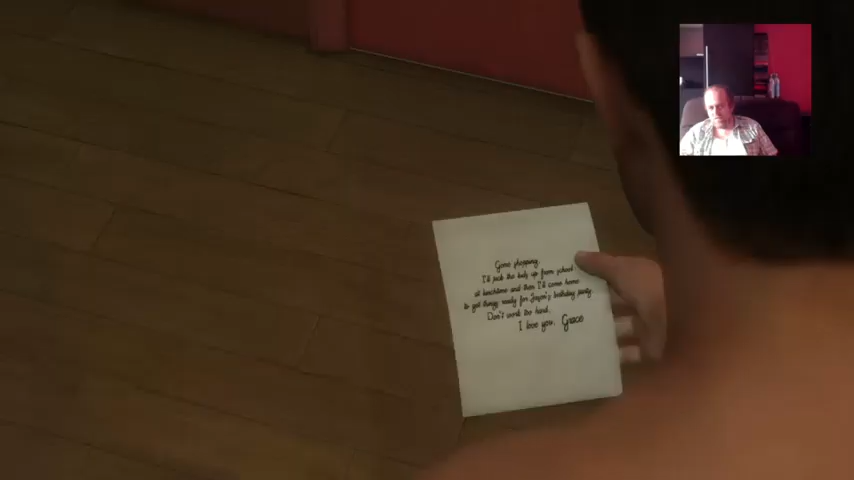 Gone shopping.
I'll pick the kids up from school
at lunchtime and then I'll come home
to get things ready for Jason's birthday party.
Don't work too hard.
I love you, Grace